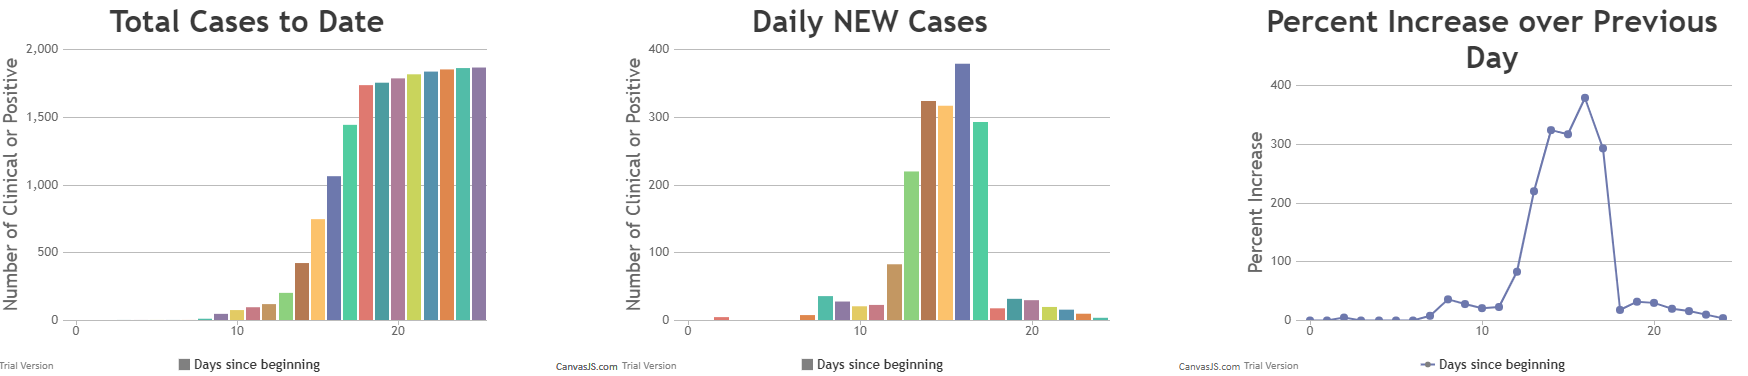 Total Cases to Date
Number of Clinical or Positive
2,000
1,500
1,000
500
0
0 10 20
Days since beginning
Trial Version
Daily NEW Cases
Number of Clinical or Positive
400
300
200
100
0
0 10 20
Days since beginning
CanvasJS.com Trial Version
Percent Increase over Previous
Day
Percent Increase
400
300
200
100
0
0 10 20
Days since beginning
CanvasJS.com Trial Version